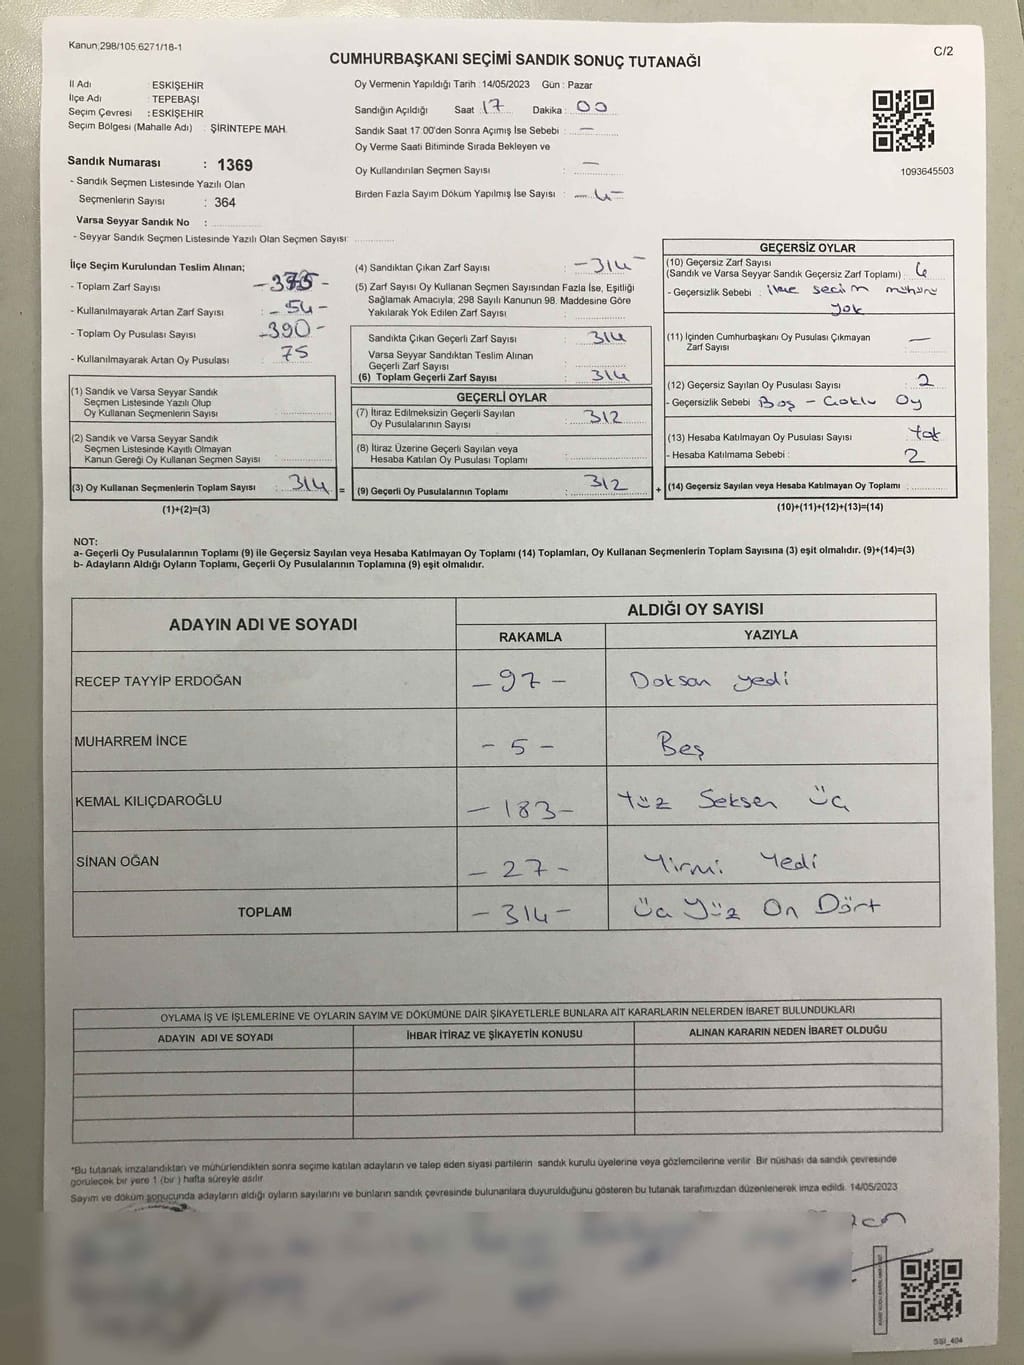 Kanun;298/105;6271/18-1
C/2
CUMHURBAŞKANI SEÇİMİ SANDIK SONUÇ TUTANAĞI
İl Adı : ESKİŞEHİR
İlçe Adı : TEPEBAŞI
Seçim Çevresi : ESKİŞEHİR
Seçim Bölgesi (Mahalle Adı) : ŞİRİNTEPE MAH.
Oy Vermenin Yapıldığı Tarih : 14/05/2023 Gün : Pazar
Sandığın Açıldığı Saat : 17 Dakika : 00
Sandık Saat 17.00'den Sonra Açımış İse Sebebi : —
Oy Verme Saati Bitiminde Sırada Bekleyen ve
Oy Kullandırılan Seçmen Sayısı : —
Birden Fazla Sayım Döküm Yapılmış İse Sayısı :
1093645503
Sandık Numarası : 1369
- Sandık Seçmen Listesinde Yazılı Olan
Seçmenlerin Sayısı : 364
Varsa Seyyar Sandık No :
- Seyyar Sandık Seçmen Listesinde Yazılı Olan Seçmen Sayısı:
İlçe Seçim Kurulundan Teslim Alınan;
- Toplam Zarf Sayısı
- Kullanılmayarak Artan Zarf Sayısı : - 54 -
- Toplam Oy Pusulası Sayısı : -390-
- Kullanılmayarak Artan Oy Pusulası : 75
(1) Sandık ve Varsa Seyyar Sandık
Seçmen Listesinde Yazılı Olup
Oy Kullanan Seçmenlerin Sayısı :
(2) Sandık ve Varsa Seyyar Sandık
Seçmen Listesinde Kayıtlı Olmayan
Kanun Gereği Oy Kullanan Seçmen Sayısı :
(3) Oy Kullanan Seçmenlerin Toplam Sayısı : 314 =
(1)+(2)=(3)
(4) Sandıktan Çıkan Zarf Sayısı : -314-
(5) Zarf Sayısı Oy Kullanan Seçmen Sayısından Fazla İse, Eşitliği
Sağlamak Amacıyla, 298 Sayılı Kanunun 98. Maddesine Göre
Yakılarak Yok Edilen Zarf Sayısı :
Sandıkta Çıkan Geçerli Zarf Sayısı : 314
Varsa Seyyar Sandıktan Teslim Alınan
Geçerli Zarf Sayısı :
(6) Toplam Geçerli Zarf Sayısı : 314
GEÇERLİ OYLAR
(7) İtiraz Edilmeksizin Geçerli Sayılan
Oy Pusulalarının Sayısı : 312
(8) İtiraz Üzerine Geçerli Sayılan veya
Hesaba Katılan Oy Pusulası Toplamı :
(9) Geçerli Oy Pusulalarının Toplamı : 312 +
GEÇERSİZ OYLAR
(10) Geçersiz Zarf Sayısı
(Sandık ve Varsa Seyyar Sandık Geçersiz Zarf Toplamı) :
- Geçersizlik Sebebi : ilçe seçim mühürü
yok
(11) İçinden Cumhurbaşkanı Oy Pusulası Çıkmayan
Zarf Sayısı : —
(12) Geçersiz Sayılan Oy Pusulası Sayısı : 2
- Geçersizlik Sebebi : Boş - Çoklu Oy
(13) Hesaba Katılmayan Oy Pusulası Sayısı : Yok
- Hesaba Katılmama Sebebi : 2
(14) Geçersiz Sayılan veya Hesaba Katılmayan Oy Toplamı :
(10)+(11)+(12)+(13)=(14)
NOT:
a- Geçerli Oy Pusulalarının Toplamı (9) ile Geçersiz Sayılan veya Hesaba Katılmayan Oy Toplamı (14) Toplamları, Oy Kullanan Seçmenlerin Toplam Sayısına (3) eşit olmalıdır. (9)+(14)=(3)
b- Adayların Aldığı Oyların Toplamı, Geçerli Oy Pusulalarının Toplamına (9) eşit olmalıdır.
ADAYIN ADI VE SOYADI ALDIĞI OY SAYISI
RAKAMLA YAZIYLA
RECEP TAYYİP ERDOĞAN - 97 - Doksan yedi
MUHARREM İNCE - 5 - Beş
KEMAL KILIÇDAROĞLU - 183 - Yüz Seksen Üç
SİNAN OĞAN - 27 - Yirmi Yedi
TOPLAM - 314 - Üç Yüz On Dört
OYLAMA İŞ VE İŞLEMLERİNE VE OYLARIN SAYIM VE DÖKÜMÜNE DAİR ŞİKAYETLERLE BUNLARA AİT KARARLARIN NELERDEN İBARET BULUNDUKLARI
ADAYIN ADI VE SOYADI İHBAR İTİRAZ VE ŞİKAYETİN KONUSU ALINAN KARARIN NEDEN İBARET OLDUĞU
*Bu tutanak imzalandıktan ve mühürlendikten sonra seçime katılan adayların ve talep eden siyasi partilerin sandık kurulu üyelerine veya gözlemcilerine verilir. Bir nüshası da sandık çevresinde
görülecek bir yere 1 (bir ) hafta süreyle asılır.
Sayım ve döküm sonucunda adayların aldığı oyların sayılarını ve bunların sandık çevresinde bulunanlara duyurulduğunu gösteren bu tutanak tarafımızdan düzenlenerek imza edildi. 14/05/2023
SSI_404